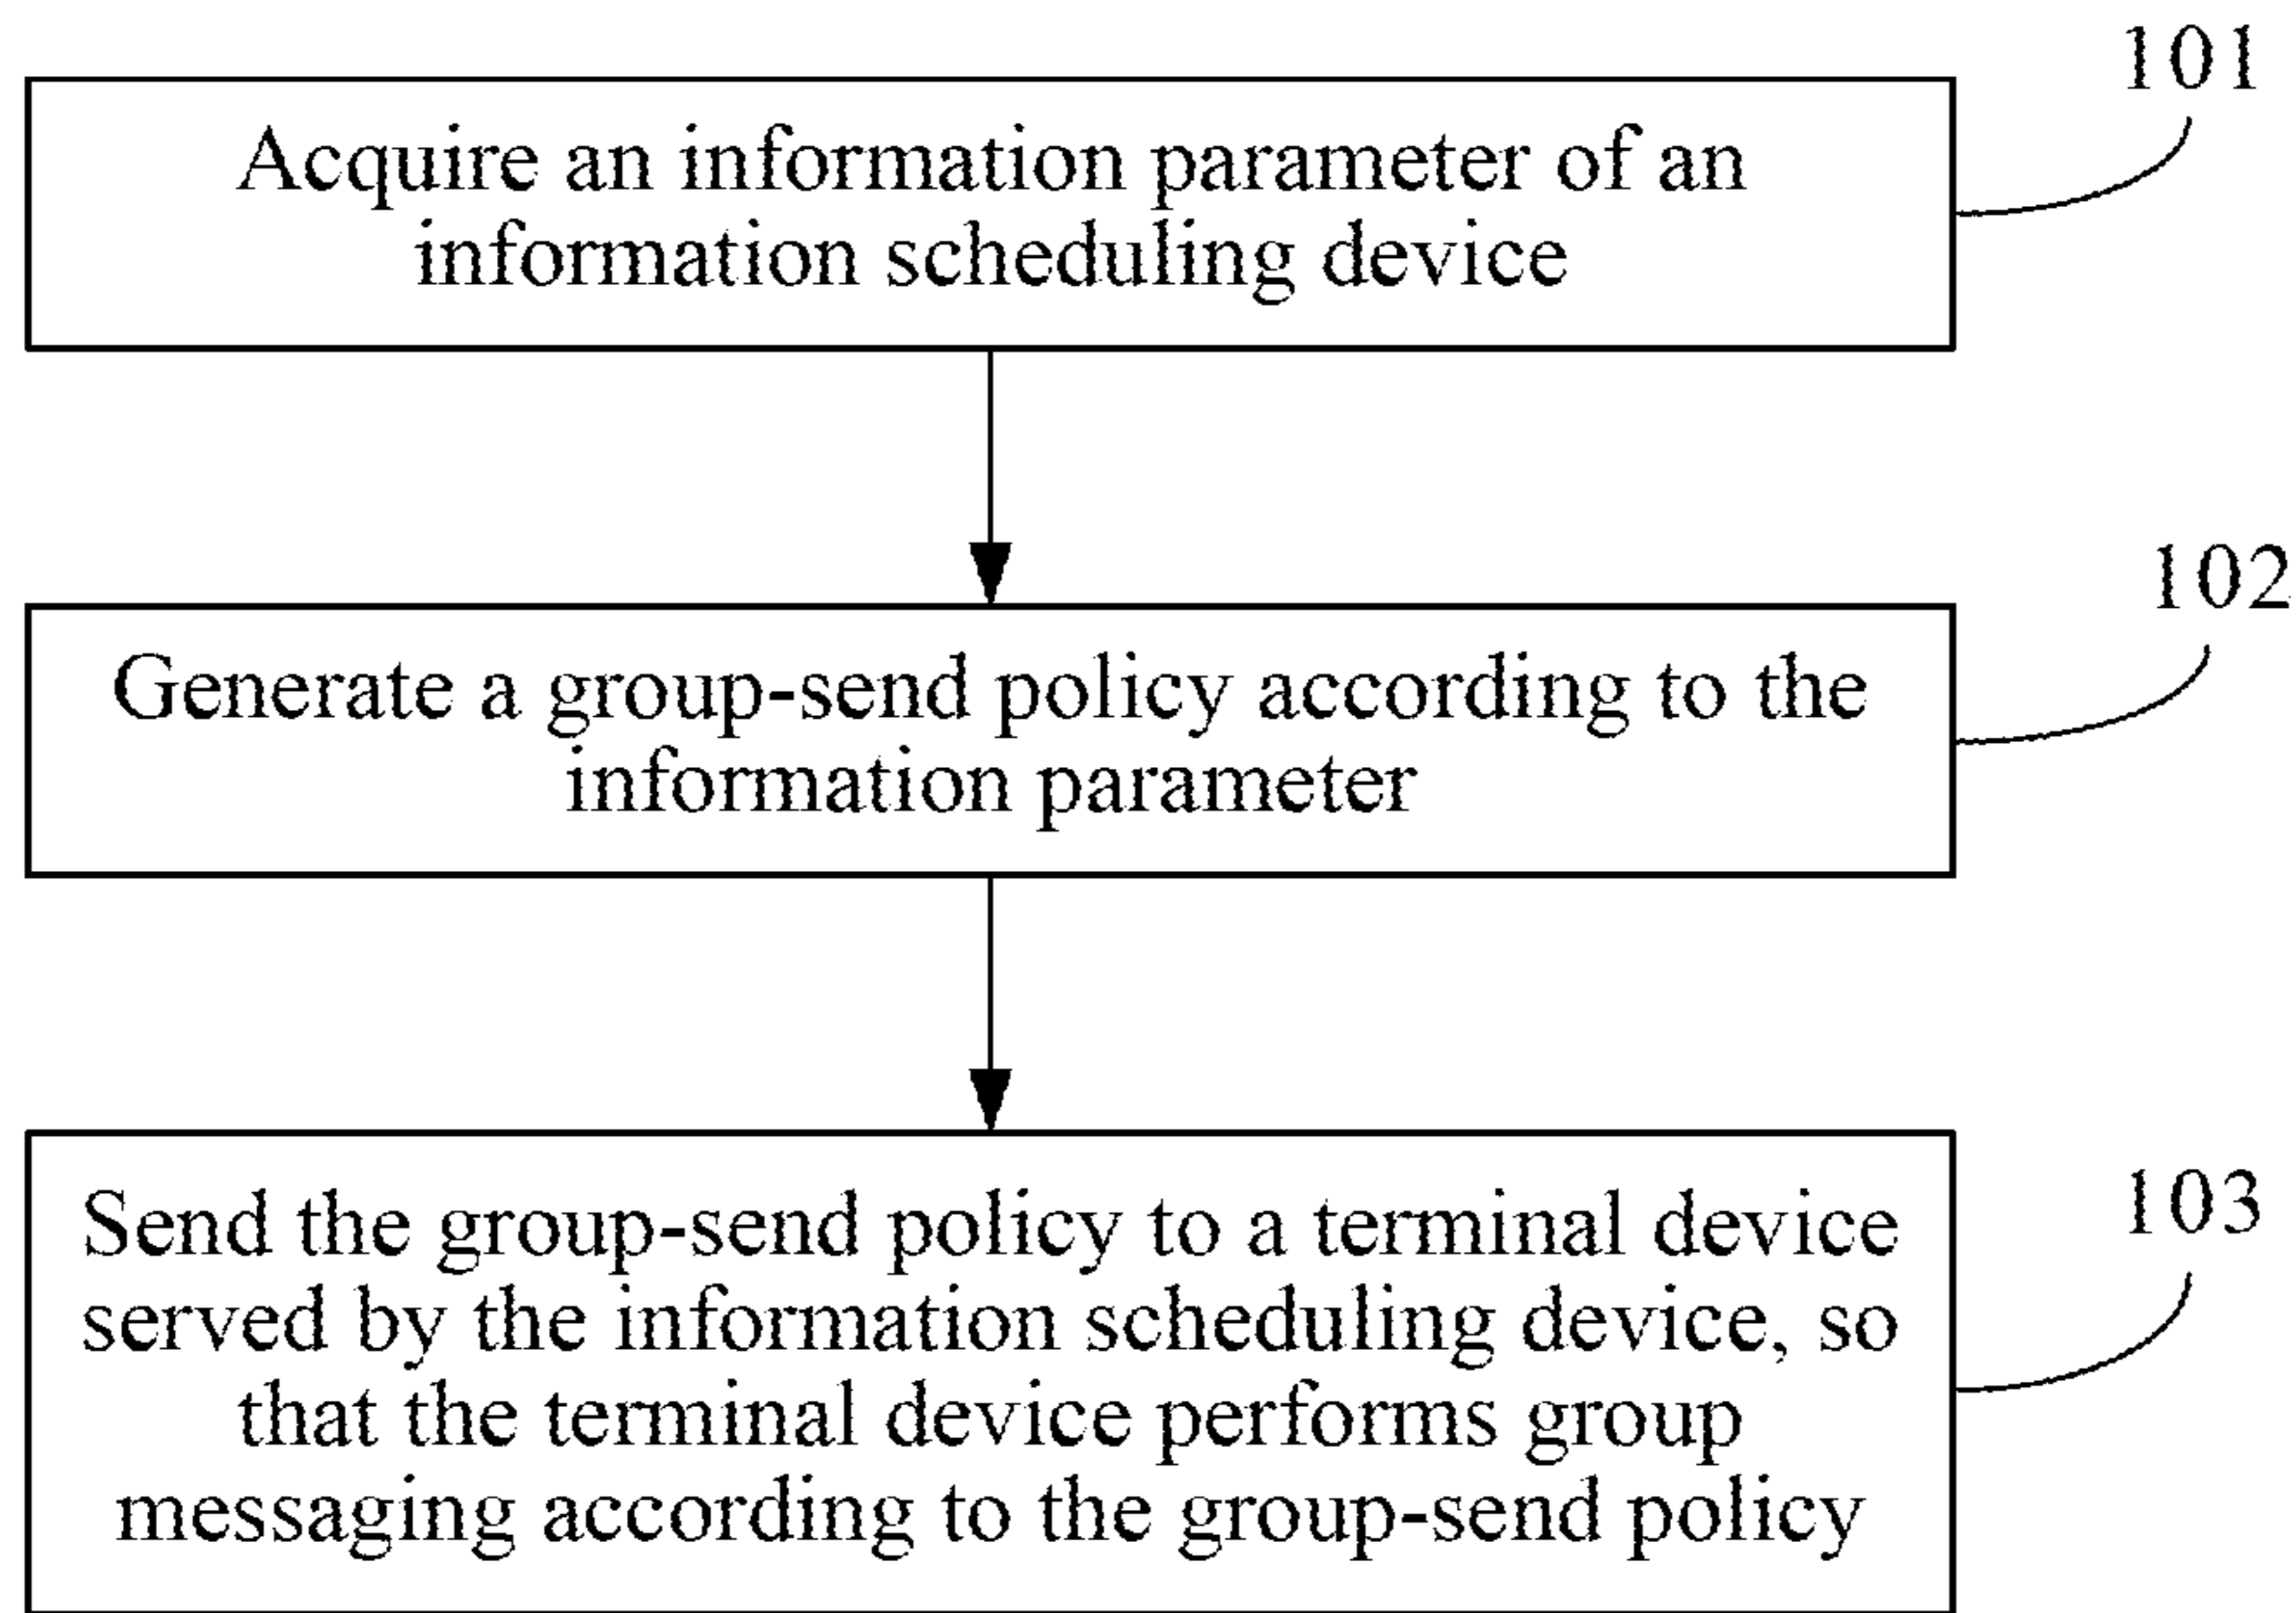 101
Acquire an information parameter of an
information scheduling device
102
Generate a group-send policy according to the
information parameter
103
Send the group-send policy to a terminal device
served by the information scheduling device, so
that the terminal device performs group
messaging according to the group-send policy